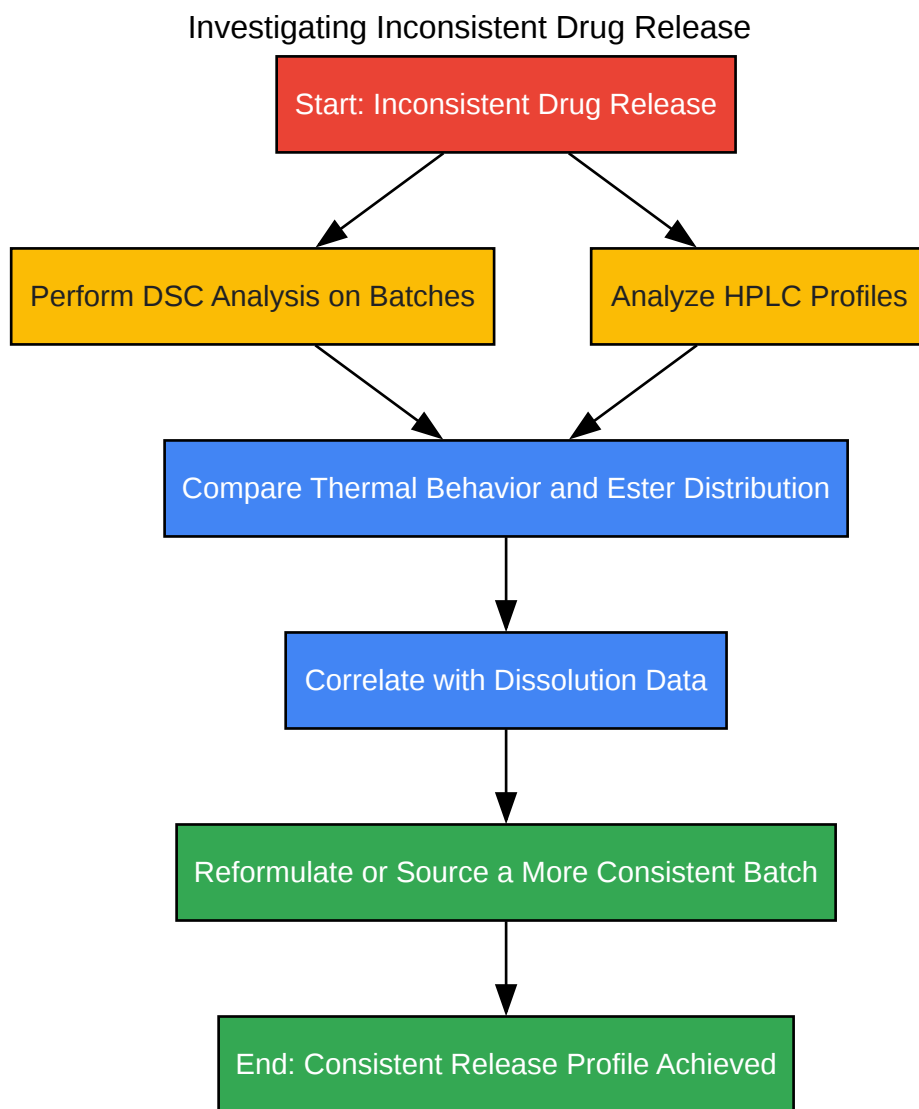 Investigating Inconsistent Drug Release
Start: Inconsistent Drug Release
Perform DSC Analysis on Batches
Analyze HPLC Profiles
Compare Thermal Behavior and Ester Distribution
Correlate with Dissolution Data
Reformulate or Source a More Consistent Batch
End: Consistent Release Profile Achieved